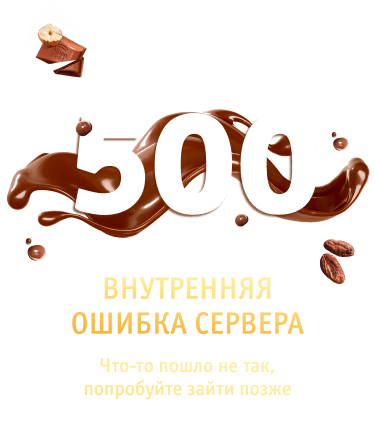 500
ВНУТРЕННЯЯ
ОШИБКА СЕРВЕРА
Что-то пошло не так,
попробуйте зайти позже